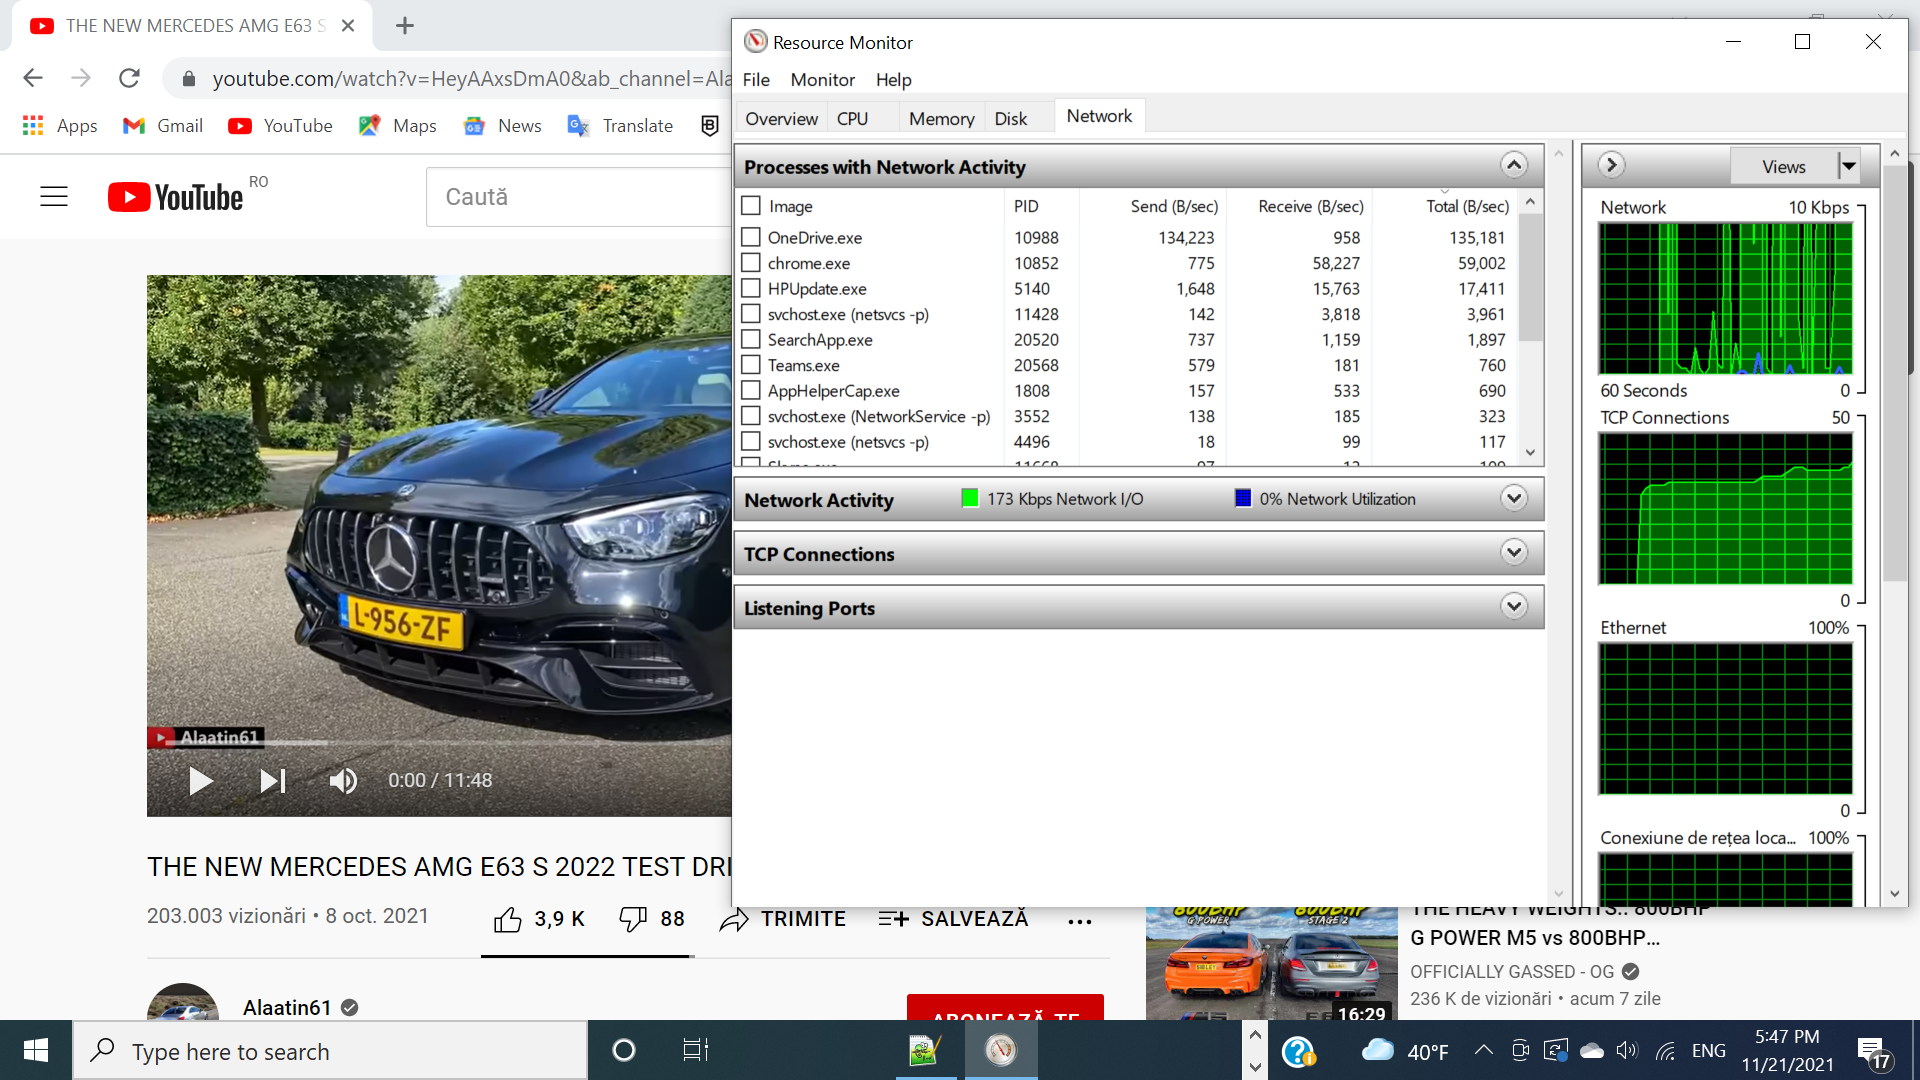 THE NEW MERCEDES AMG E63 S
youtube.com/watch?v=HeyAAxsDmA0&ab_channel=Ala
Apps Gmail YouTube Maps News Translate
YouTube RO
Caută
Alaatin61
L-956-ZF
0:00 / 11:48
THE NEW MERCEDES AMG E63 S 2022 TEST DRI
203.003 vizionări • 8 oct. 2021
3,9 K 88 TRIMITE SALVEAZĂ
Alaatin61
ABONEAZĂ-TE
Resource Monitor
File Monitor Help
Overview CPU Memory Disk Network
Processes with Network Activity
Image PID Send (B/sec) Receive (B/sec) Total (B/sec)
OneDrive.exe 10988 134,223 958 135,181
chrome.exe 10852 775 58,227 59,002
HPUpdate.exe 5140 1,648 15,763 17,411
svchost.exe (netsvcs -p) 11428 142 3,818 3,961
SearchApp.exe 20520 737 1,159 1,897
Teams.exe 20568 579 181 760
AppHelperCap.exe 1808 157 533 690
svchost.exe (NetworkService -p) 3552 138 185 323
svchost.exe (netsvcs -p) 4496 18 99 117
Network Activity 173 Kbps Network I/O 0% Network Utilization
TCP Connections
Listening Ports
Views
Network 10 Kbps
60 Seconds 0
TCP Connections 50
0
Ethernet 100%
0
Conexiune de rețea loca... 100%
800BHP G POWER 800BHP STAGE 2
16:29
THE HEAVY WEIGHTS.. 800BHP
G POWER M5 vs 800BHP...
OFFICIALLY GASSED - OG
236 K de vizionări • acum 7 zile
Type here to search
40°F
ENG
5:47 PM
11/21/2021
17